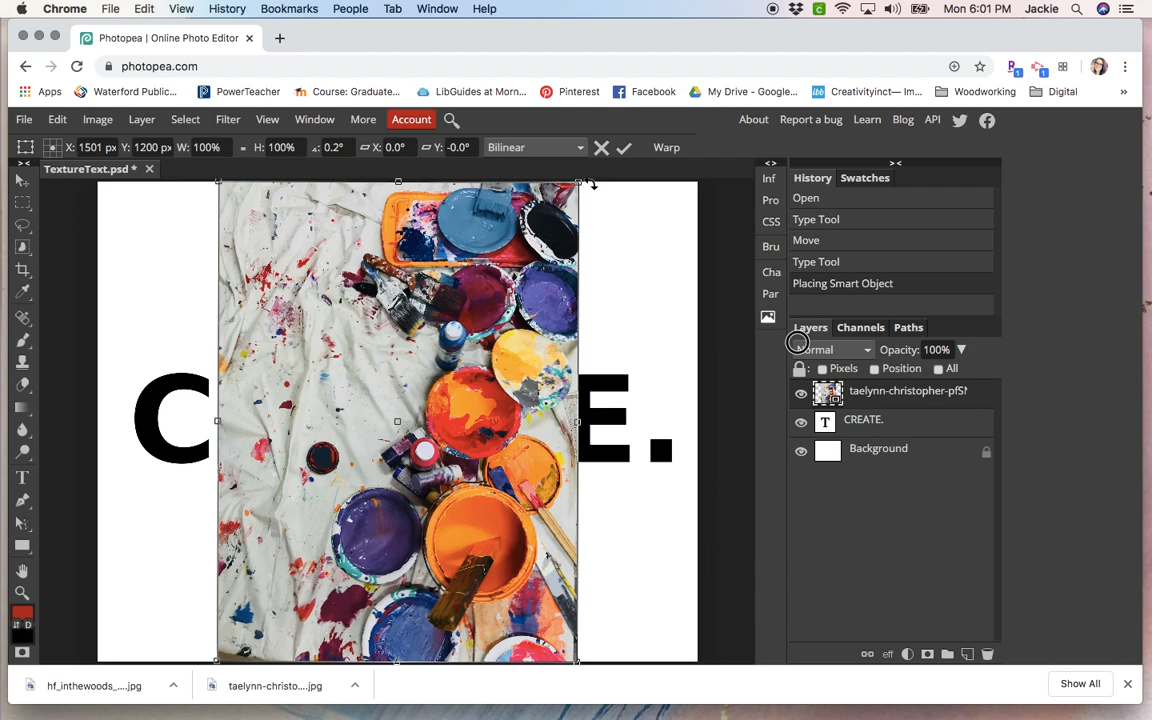 Chrome File Edit View History Bookmarks People Tab Window Help Mon 6:01 PM Jackie
Photopea | Online Photo Editor
photopea.com
Apps Waterford Public... PowerTeacher Course: Graduate... LibGuides at Morn... Pinterest Facebook My Drive - Google... Creativityinct— Im... Woodworking Digital »
File Edit Image Layer Select Filter View Window More Account About Report a bug Learn Blog API
X: 1501 px Y: 1200 px W: 100% = H: 100% ∠: 0.2° X: 0.0° Y: -0.0° Bilinear Warp
TextureText.psd *
> < < > > <
Inf
Pro
CSS
Bru
Cha
Par
History Swatches
Open
Type Tool
Move
Type Tool
Placing Smart Object
Layers Channels Paths
Normal Opacity: 100%
Pixels Position All
taelynn-christopher-pfSM
T CREATE.
Background
C E.
T
D
eff
hf_inthewoods_....jpg taelynn-christo....jpg Show All